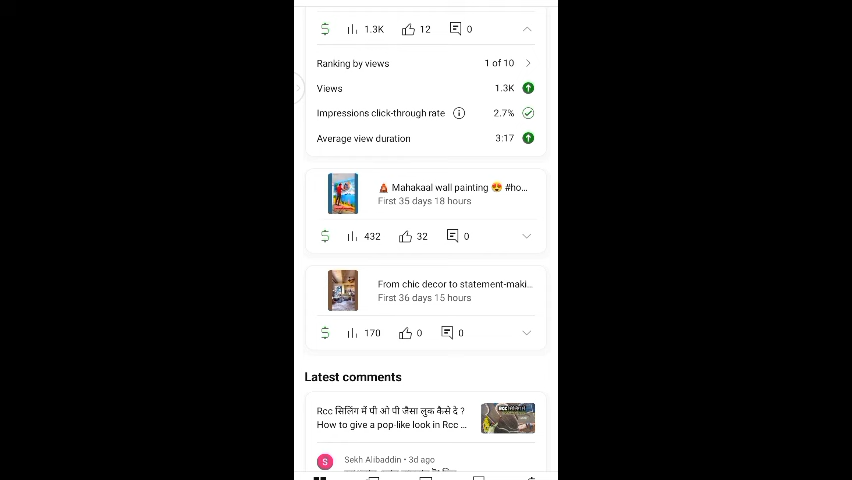 1.3K 12 0
Ranking by views 1 of 10
Views 1.3K
Impressions click-through rate 2.7%
Average view duration 3:17
Mahakaal wall painting 😍 #ho...
First 35 days 18 hours
$ 432 32 0
From chic decor to statement-maki...
First 36 days 15 hours
$ 170 0 0
Latest comments
Rcc सिलिंग में पी ओ पी जैसा लुक कैसे दे ?
How to give a pop-like look in Rcc ...
S Sekh Alibaddin • 3d ago